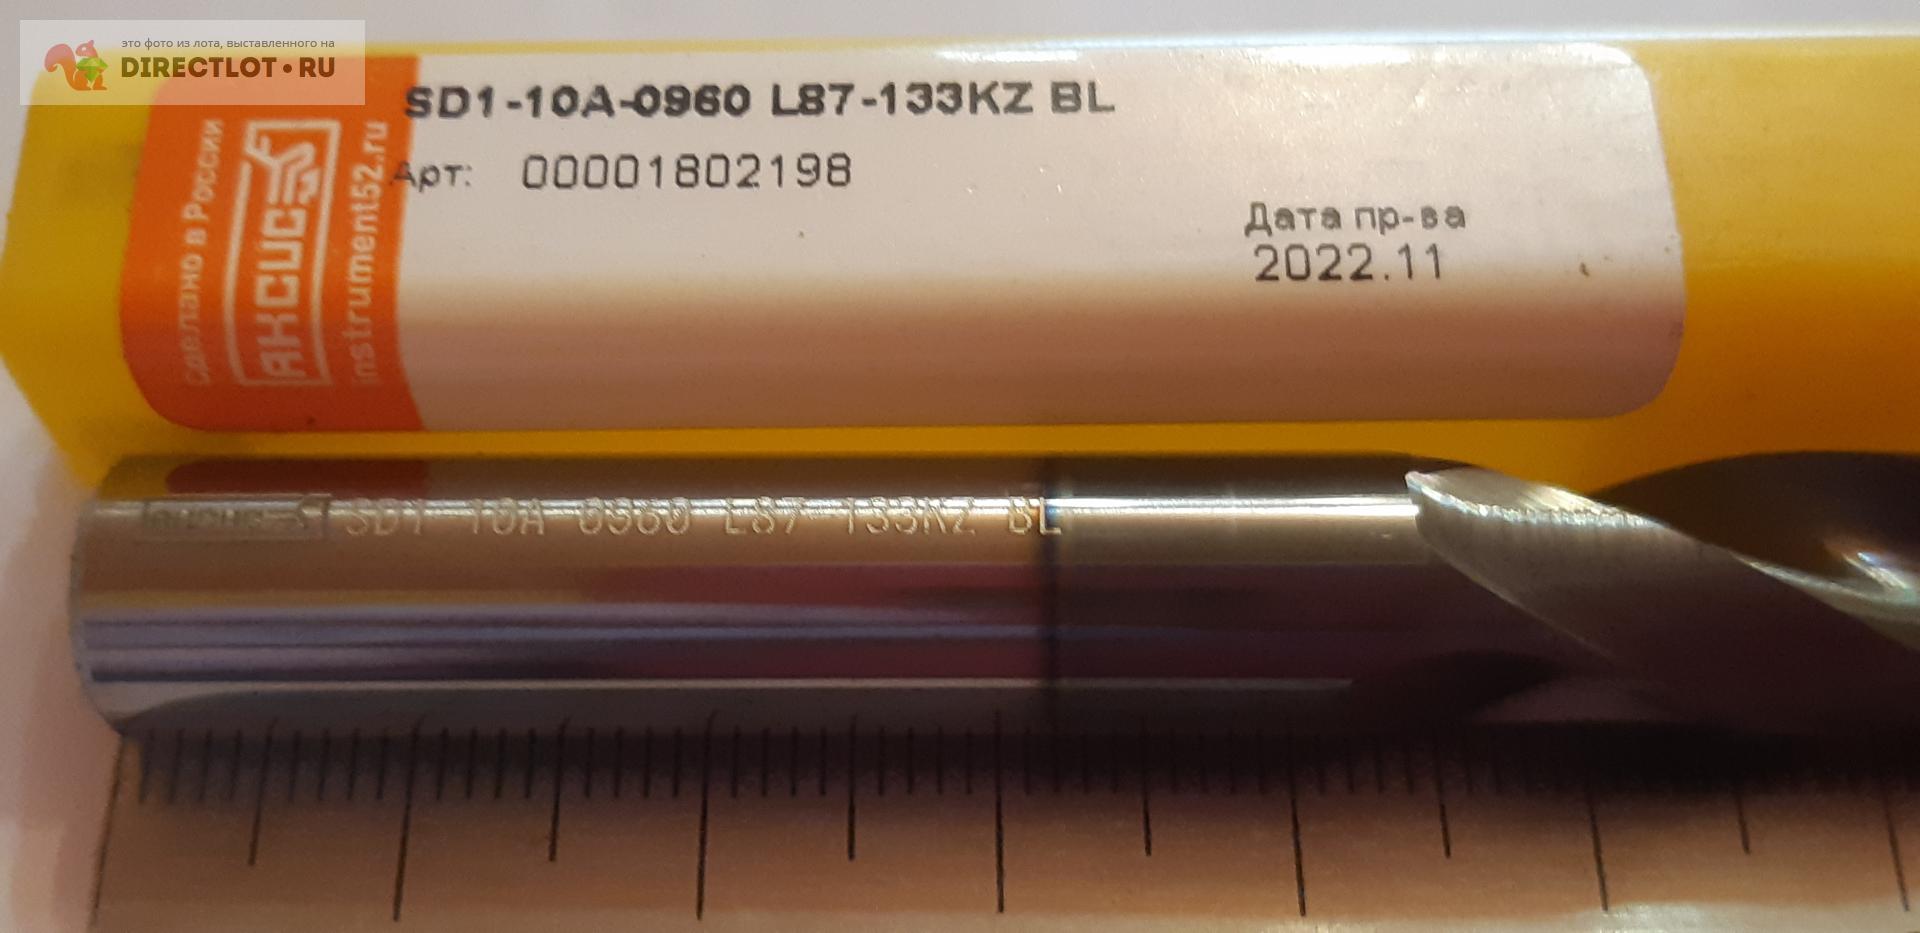 это фото из лота, выставленного на
DIRECTLOT.RU
SD1-10A-0960 L87-133KZ BL
Арт: 00001802198
Дата пр-ва
2022.11
сделано в России
АКСИС
instrument52.ru
SD1 10A 0960 L87-133KZ BL